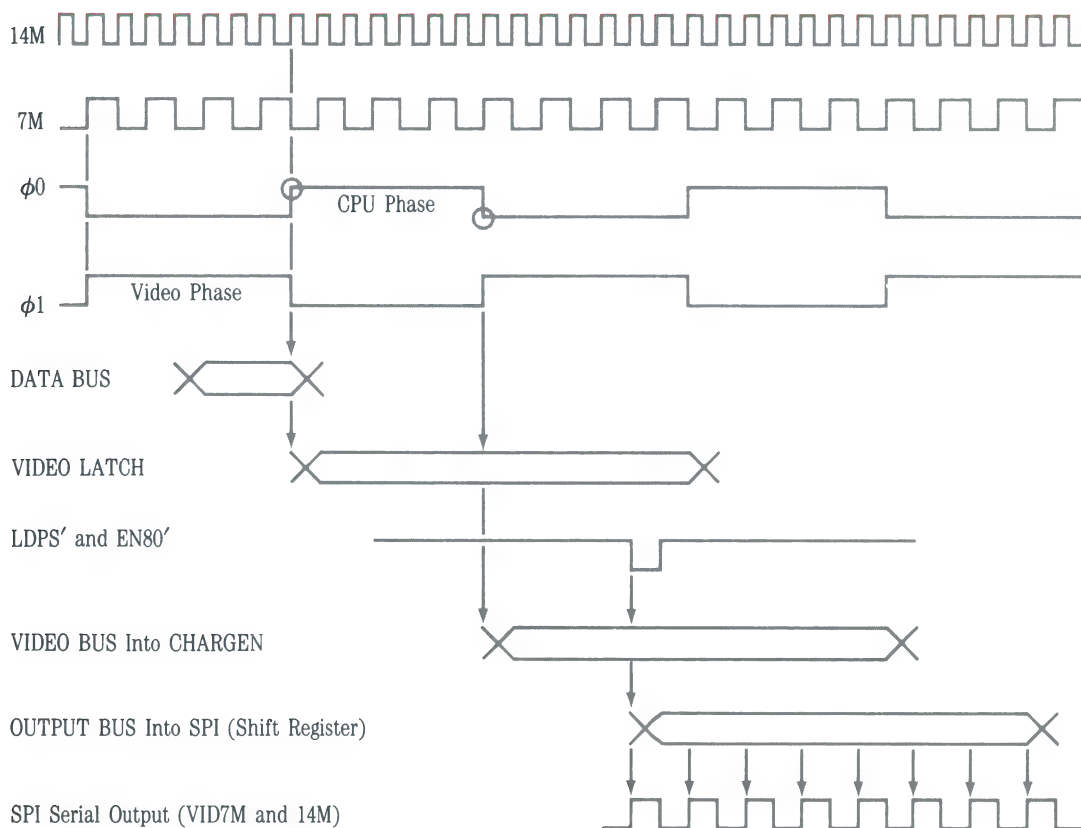 14M
7M
ϕ0
CPU Phase
Video Phase
ϕ1
DATA BUS
VIDEO LATCH
LDPS′ and EN80′
VIDEO BUS Into CHARGEN
OUTPUT BUS Into SPI (Shift Register)
SPI Serial Output (VID7M and 14M)